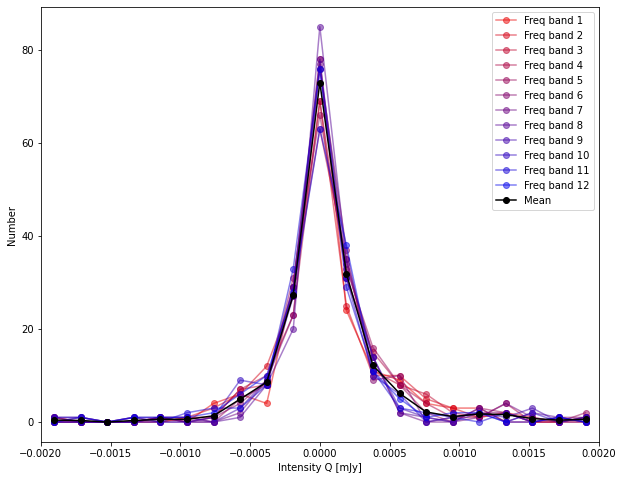 Freq band 1
Freq band 2
Freq band 3
Freq band 4
Freq band 5
Freq band 6
Freq band 7
Freq band 8
Freq band 9
Freq band 10
Freq band 11
Freq band 12
Mean
80
60
40
20
0
Number
−0.0020 −0.0015 −0.0010 −0.0005 0.0000 0.0005 0.0010 0.0015 0.0020
Intensity Q [mJy]